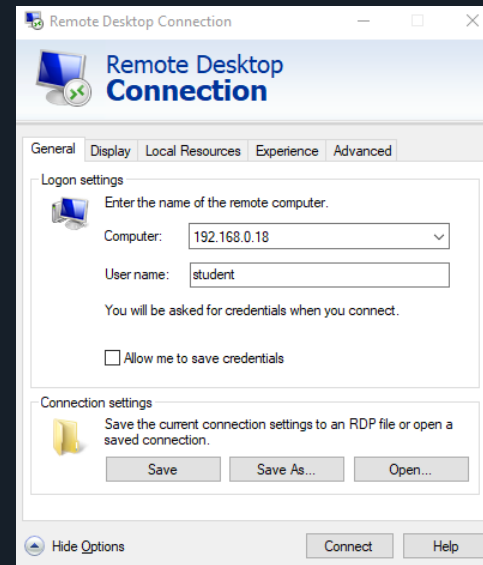 Remote Desktop Connection
Remote Desktop
Connection
General Display Local Resources Experience Advanced
Logon settings
Enter the name of the remote computer.
Computer: 192.168.0.18
User name: student
You will be asked for credentials when you connect.
Allow me to save credentials
Connection settings
Save the current connection settings to an RDP file or open a
saved connection.
Save Save As... Open...
Hide Options Connect Help